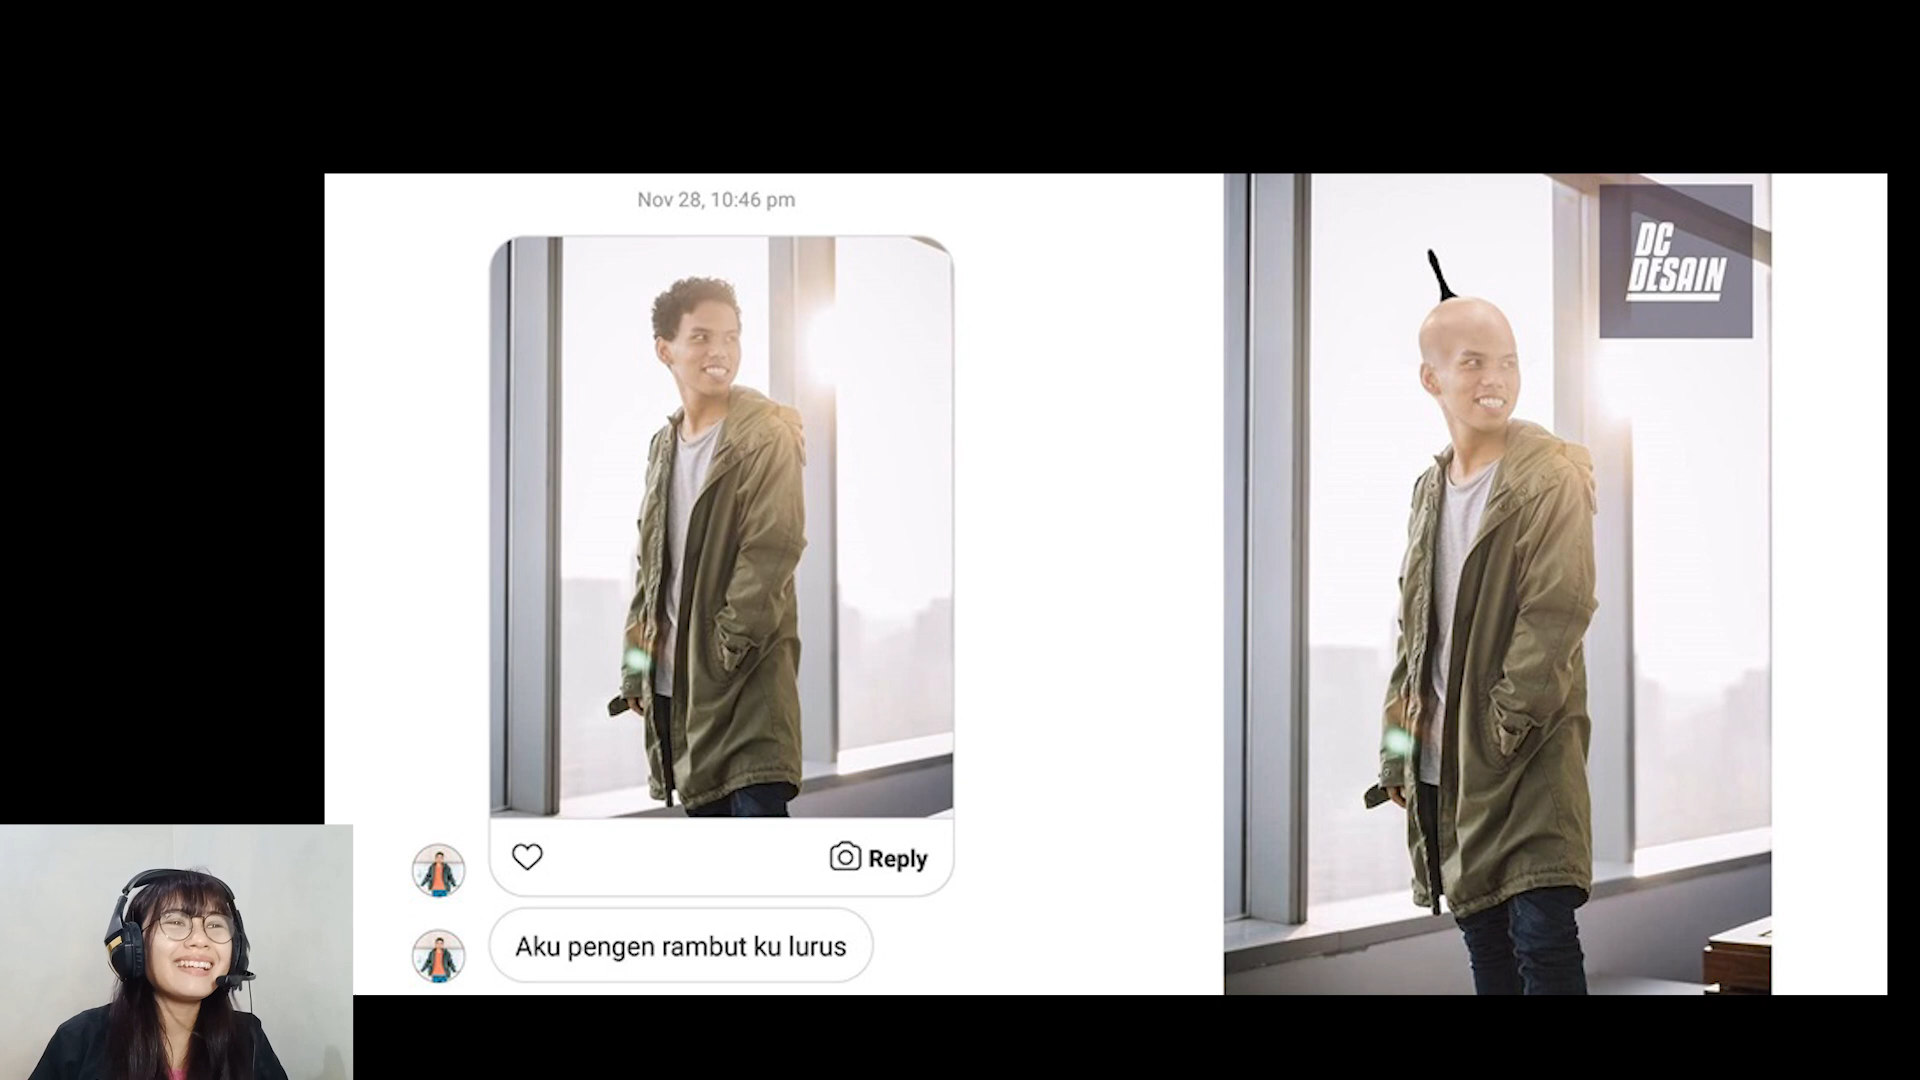 Nov 28, 10:46 pm
DC
DESAIN
Reply
Aku pengen rambut ku lurus